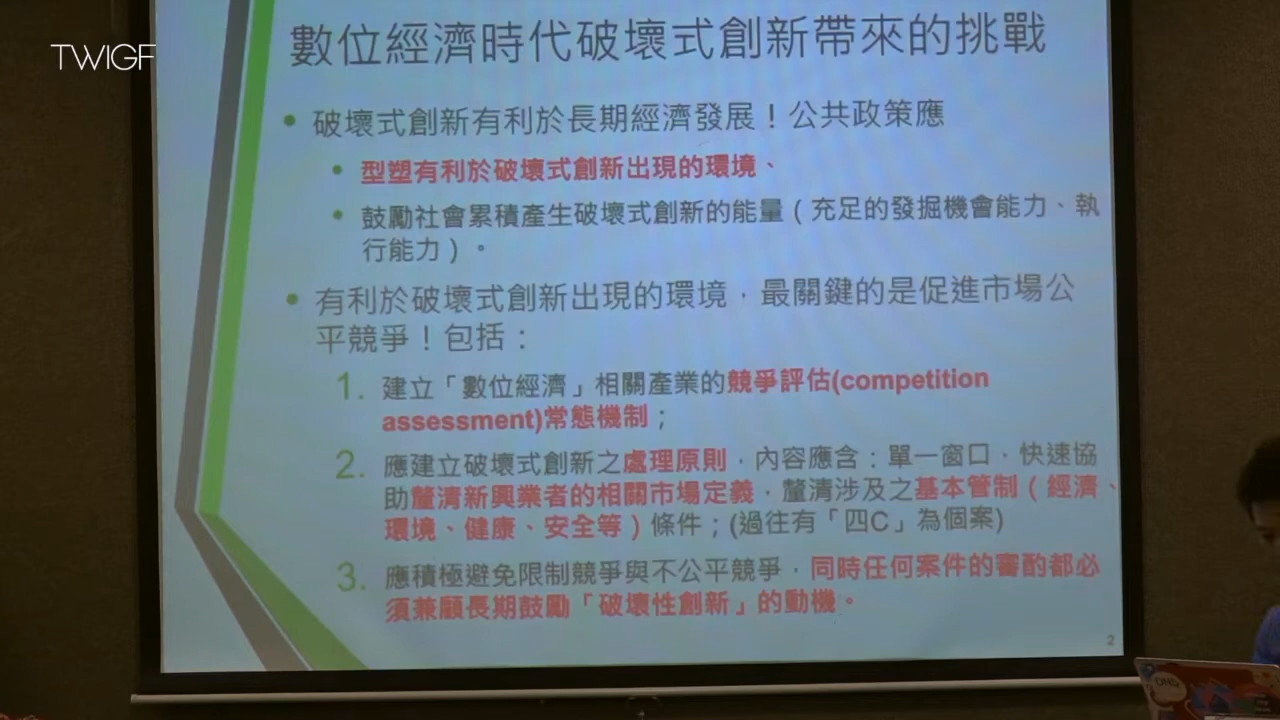 TWIGF
數位經濟時代破壞式創新帶來的挑戰
• 破壞式創新有利於長期經濟發展！公共政策應
• 型塑有利於破壞式創新出現的環境、
• 鼓勵社會累積產生破壞式創新的能量（充足的發掘機會能力、執
行能力）。
• 有利於破壞式創新出現的環境，最關鍵的是促進市場公
平競爭！包括：
1. 建立「數位經濟」相關產業的競爭評估(competition
assessment)常態機制；
2. 應建立破壞式創新之處理原則，內容應含：單一窗口，快速協
助釐清新興業者的相關市場定義，釐清涉及之基本管制（經濟、
環境、健康、安全等）條件；(過往有「四C」為個案)
3. 應積極避免限制競爭與不公平競爭，同時任何案件的審酌都必
須兼顧長期鼓勵「破壞性創新」的動機。
2